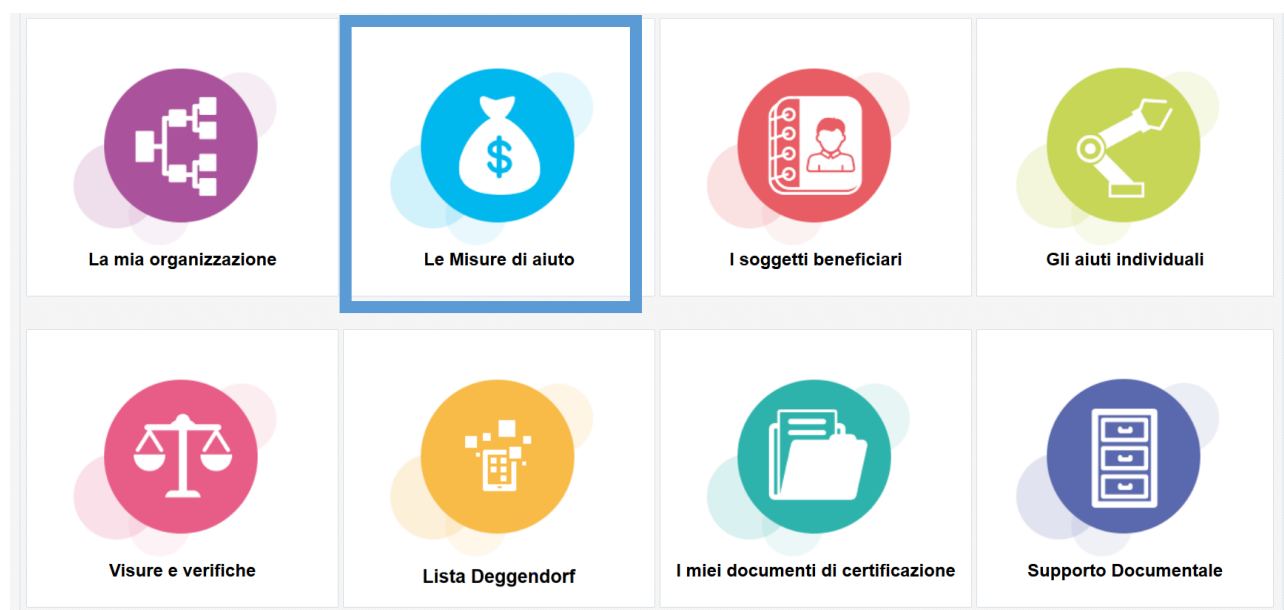 $
La mia organizzazione
Le Misure di aiuto
I soggetti beneficiari
Gli aiuti individuali
Visure e verifiche
Lista Deggendorf
I miei documenti di certificazione
Supporto Documentale